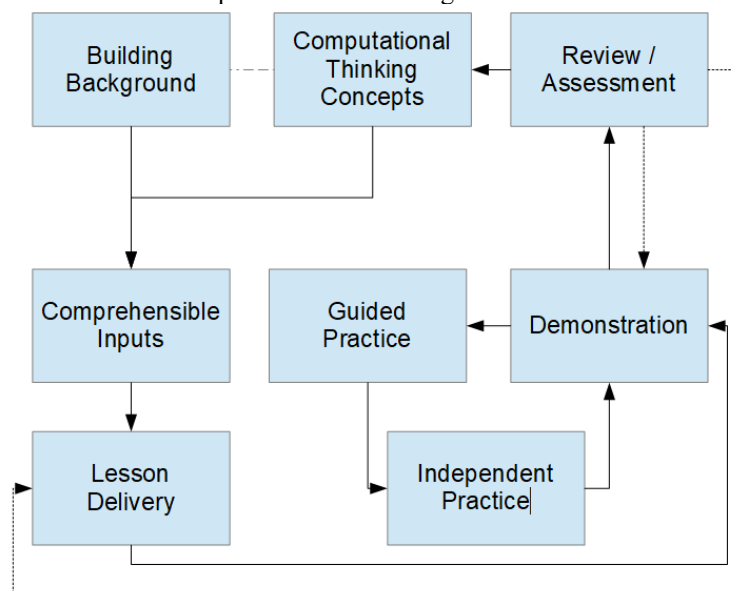 Building
Background
Computational
Thinking
Concepts
Review /
Assessment
Comprehensible
Inputs
Guided
Practice
Demonstration
Lesson
Delivery
Independent
Practice